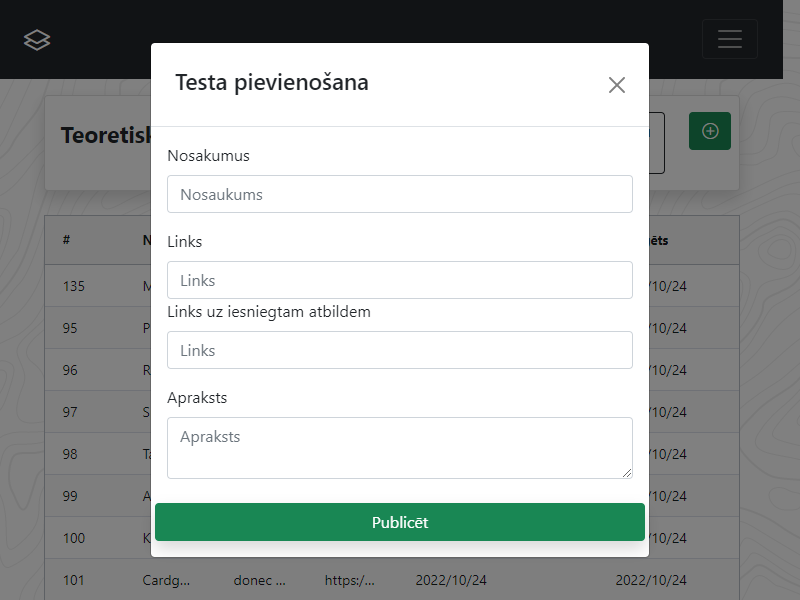 Testa pievienošana
Teoretisk
Nosakumus
Nosaukums
Links
Links
Links uz iesniegtam atbildem
Links
Apraksts
Apraksts
Publicēt
# N ēts
135 M /10/24
95 P /10/24
96 R /10/24
97 S /10/24
98 Ta /10/24
99 A /10/24
100 K /10/24
101 Cardg... donec ... https:/... 2022/10/24 2022/10/24